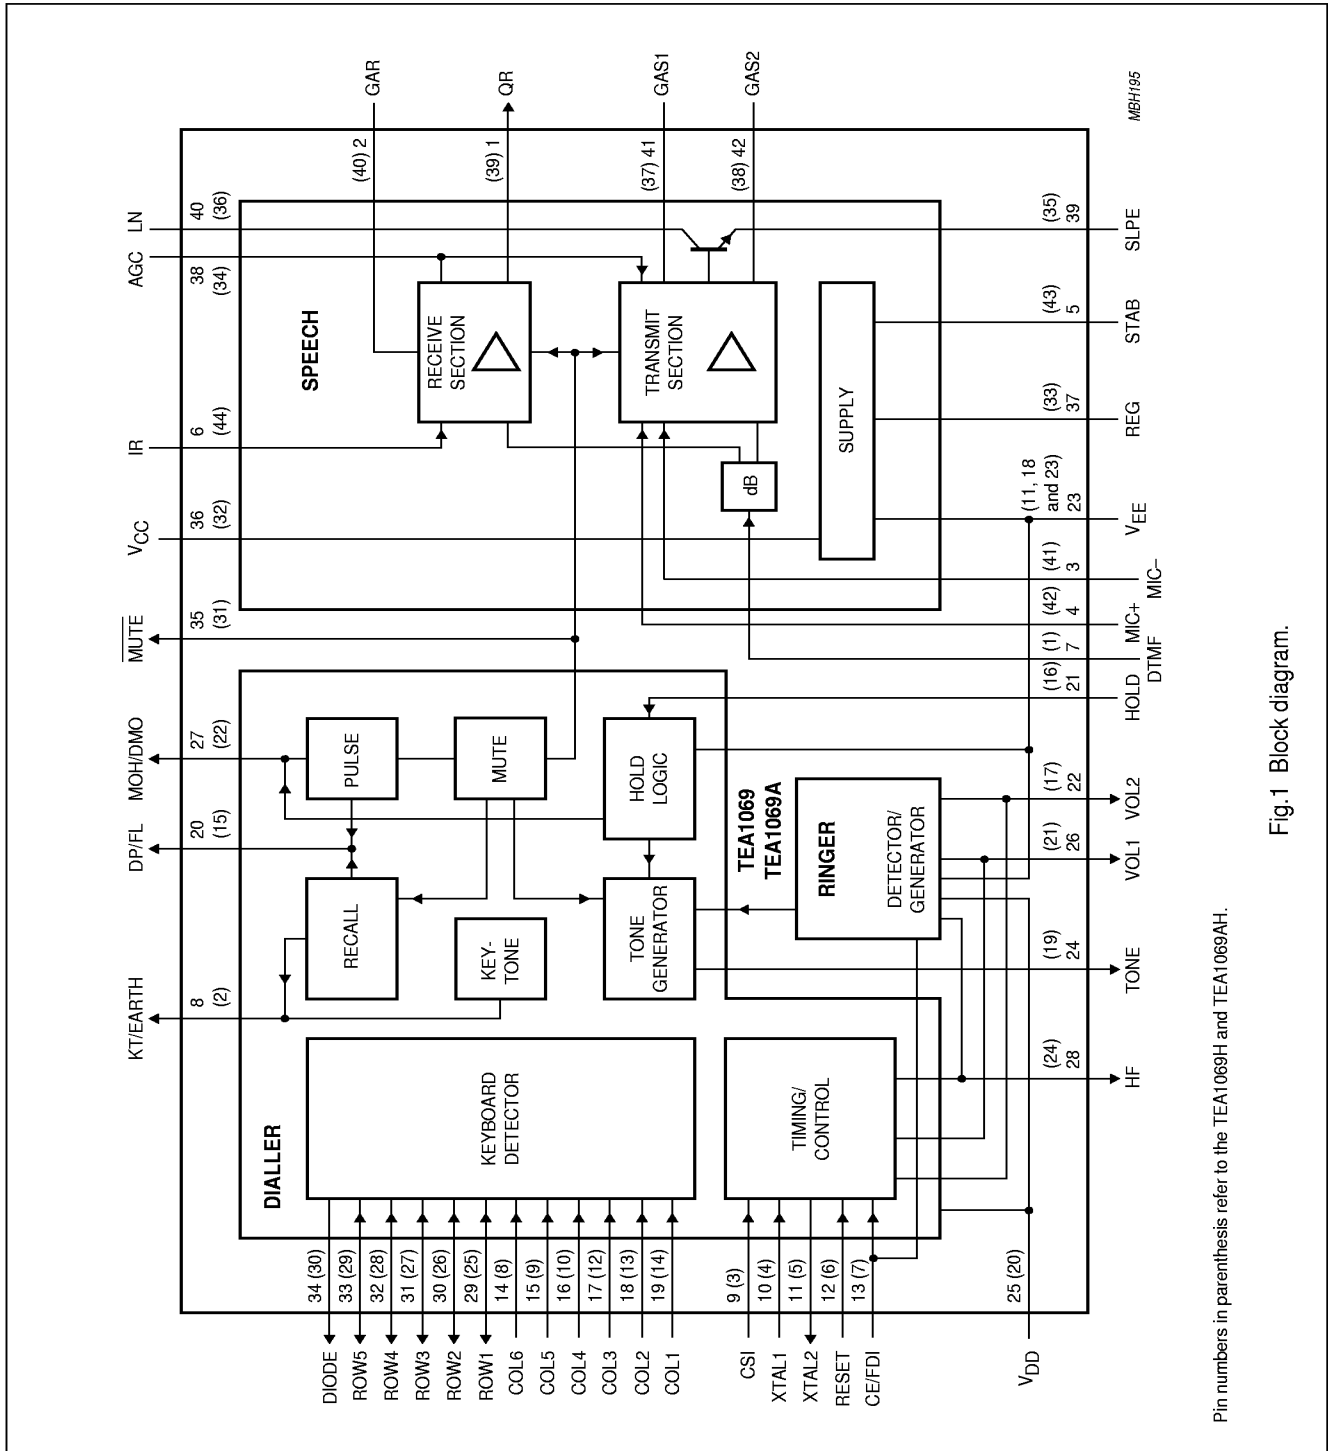 GAR
QR
GAS1
GAS2
MBH195
(40) 2
(39) 1
(37) 41
(38) 42
LN
40
(36)
AGC
38
(34)
IR
6
(44)
VCC
36
(32)
MUTE
35
(31)
MOH/DMO
27
(22)
DP/FL
20
(15)
KT/EARTH
8
(2)
SPEECH
RECEIVE
SECTION
TRANSMIT
SECTION
dB
SUPPLY
(35)
39
SLPE
(43)
5
STAB
(33)
37
REG
(11, 18
and 23)
23
VEE
(41)
3
MIC–
(42)
4
MIC+
(1)
7
DTMF
(16)
21
HOLD
(17)
22
VOL2
(21)
26
VOL1
(19)
24
TONE
(24)
28
HF
PULSE
MUTE
HOLD
LOGIC
RECALL
KEY-
TONE
TONE
GENERATOR
TEA1069
TEA1069A
RINGER
DETECTOR/
GENERATOR
DIALLER
KEYBOARD
DETECTOR
TIMING/
CONTROL
34 (30)
33 (29)
32 (28)
31 (27)
30 (26)
29 (25)
14 (8)
15 (9)
16 (10)
17 (12)
18 (13)
19 (14)
9 (3)
10 (4)
11 (5)
12 (6)
13 (7)
25 (20)
DIODE
ROW5
ROW4
ROW3
ROW2
ROW1
COL6
COL5
COL4
COL3
COL2
COL1
CSI
XTAL1
XTAL2
RESET
CE/FDI
VDD
Pin numbers in parenthesis refer to the TEA1069H and TEA1069AH.
Fig.1 Block diagram.